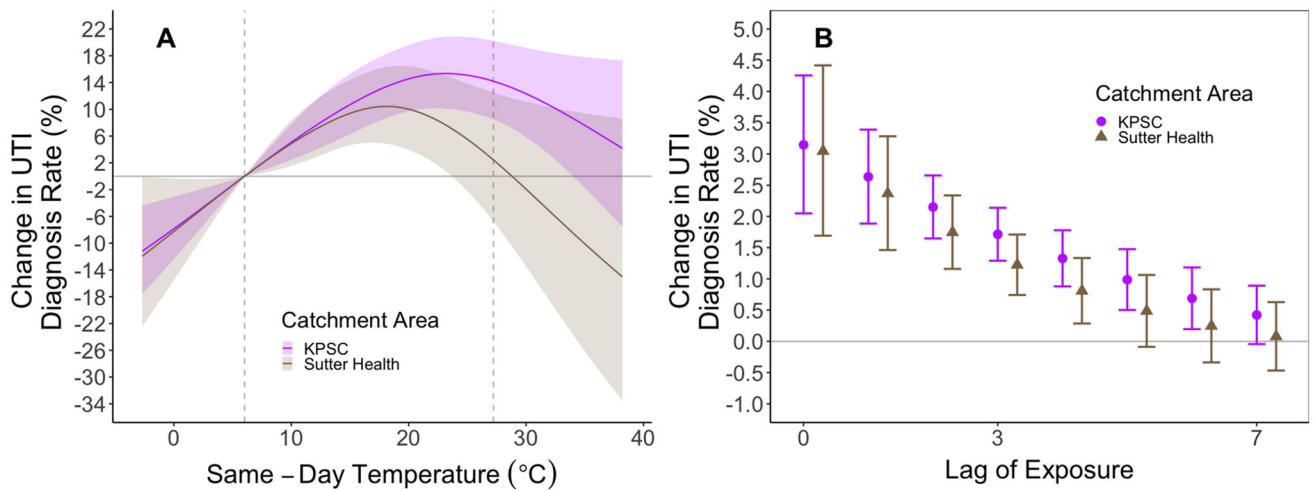 A
Change in UTI
Diagnosis Rate (%)
22
18
14
10
6
2
-2
-6
-10
-14
-18
-22
-26
-30
-34
Catchment Area
KPSC
Sutter Health
0
10
20
30
40
Same – Day Temperature (°C)
B
Change in UTI
Diagnosis Rate (%)
5.0
4.5
4.0
3.5
3.0
2.5
2.0
1.5
1.0
0.5
0.0
-0.5
-1.0
Catchment Area
KPSC
Sutter Health
0
3
7
Lag of Exposure